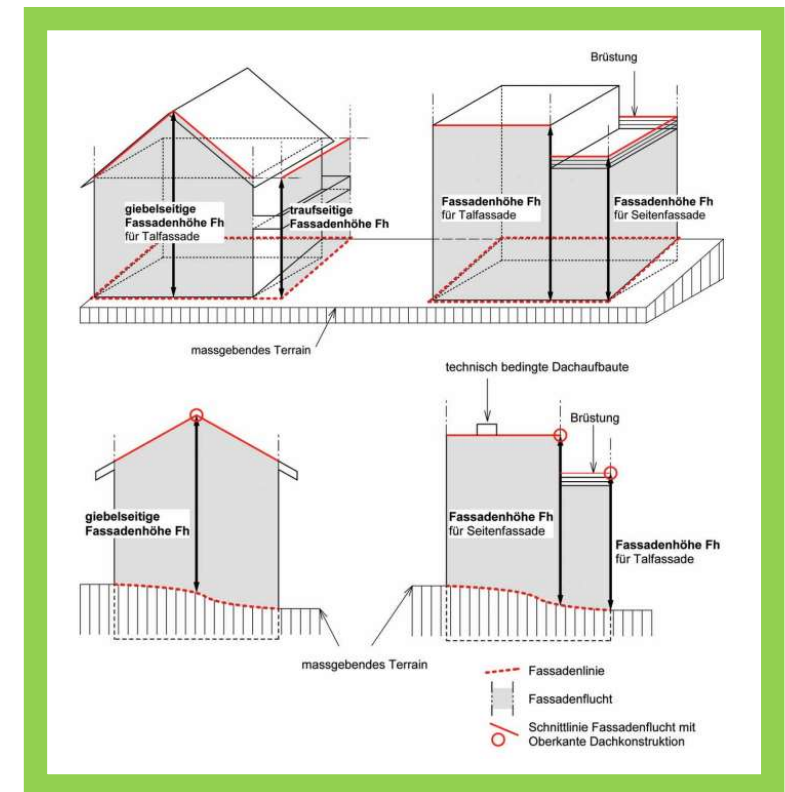 Brüstung
giebelseitige
Fassadenhöhe Fh
für Talfassade
traufseitige
Fassadenhöhe Fh
Fassadenhöhe Fh
für Talfassade
Fassadenhöhe Fh
für Seitenfassade
massgebendes Terrain
technisch bedingte Dachaufbaute
Brüstung
giebelseitige
Fassadenhöhe Fh
Fassadenhöhe Fh
für Seitenfassade
Fassadenhöhe Fh
für Talfassade
massgebendes Terrain
Fassadenlinie
Fassadenflucht
Schnittlinie Fassadenflucht mit
Oberkante Dachkonstruktion